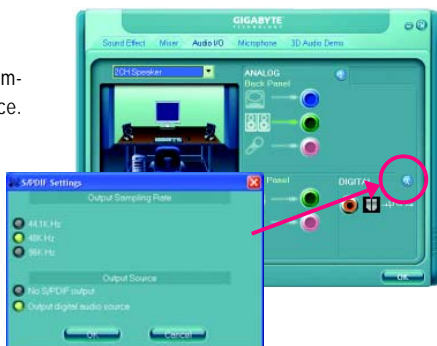 GIGABYTE
TECHNOLOGY
Sound Effect Mixer Audio I/O Microphone 3D Audio Demo
2CH Speaker
ANALOG
Back Panel
Panel
DIGITAL
OK
om-
ce.
S/PDIF Settings
Output Sampling Rate
44.1K Hz
48K Hz
96K Hz
Output Source
No S/PDIF output
Output digital audio source
OK Cancel